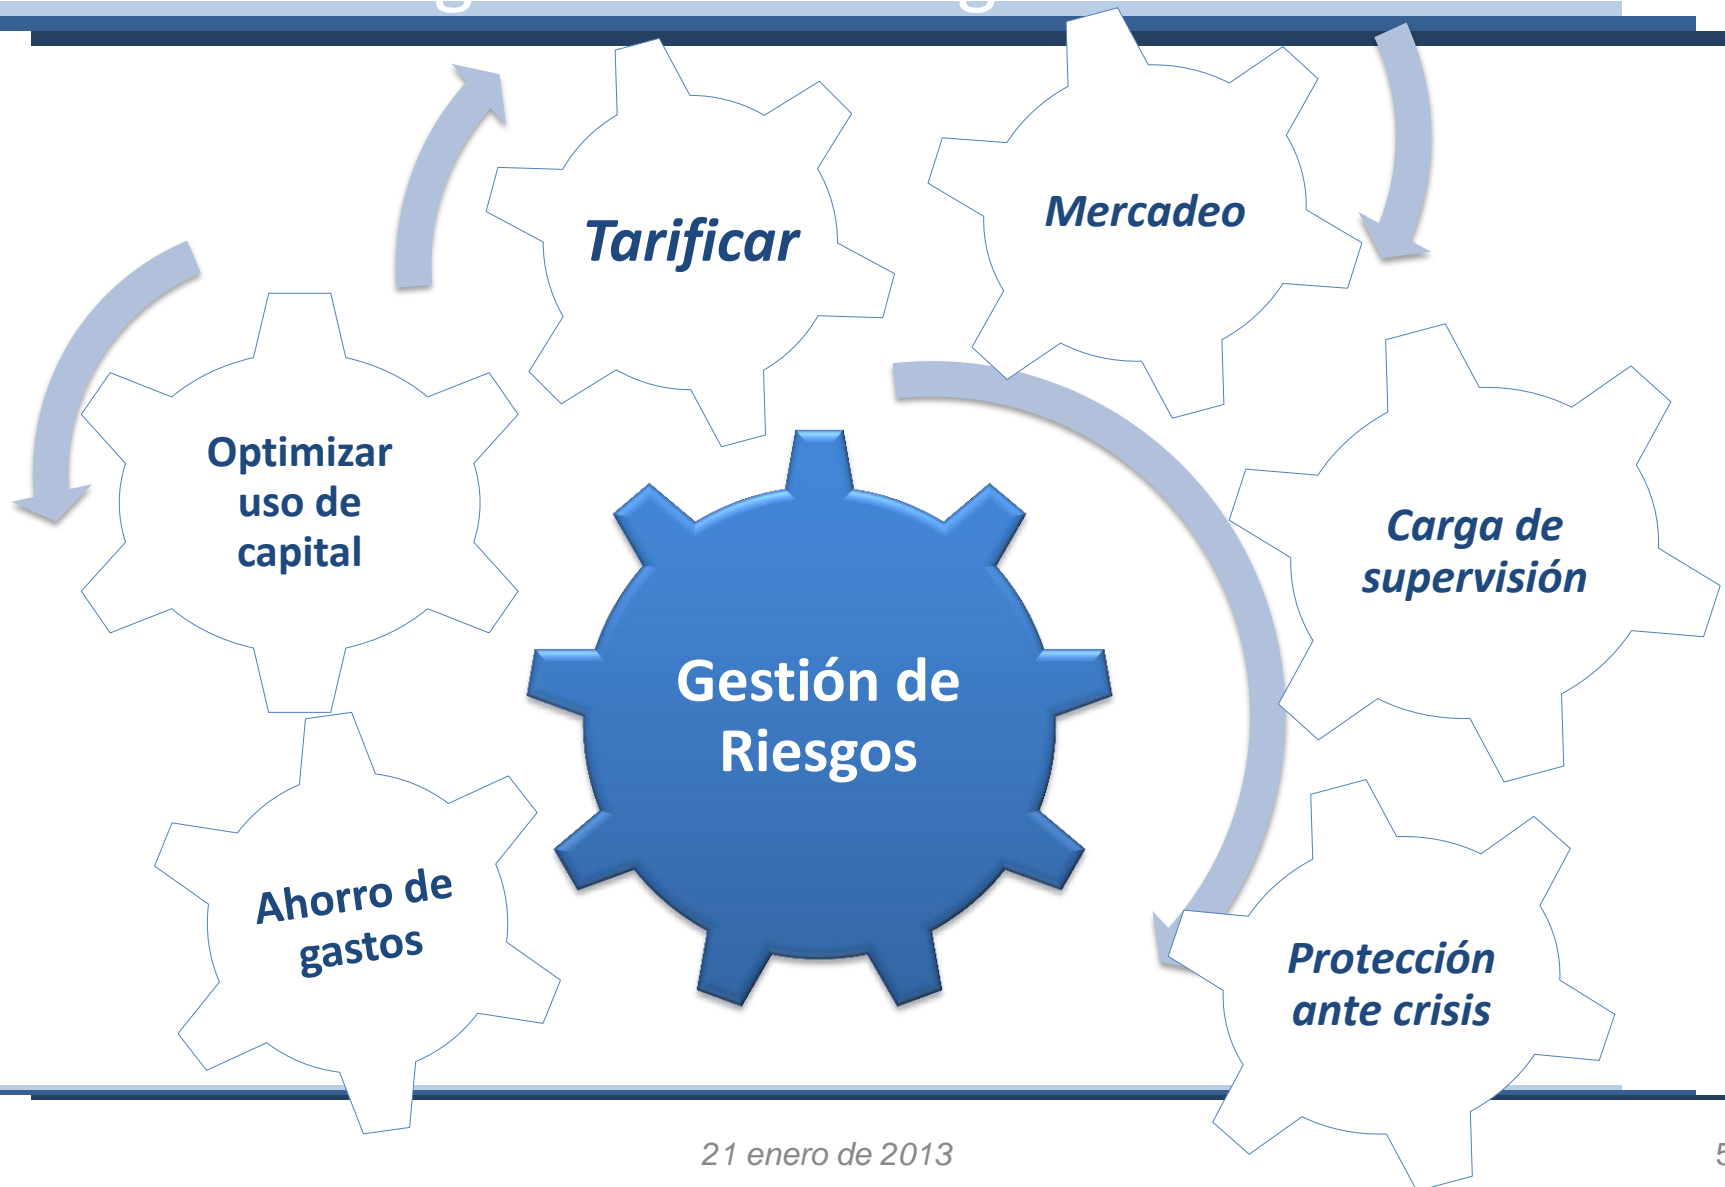 Tarificar
Mercadeo
Optimizar
uso de
capital
Carga de
supervisión
Gestión de
Riesgos
Ahorro de
gastos
Protección
ante crisis
21 enero de 2013
5